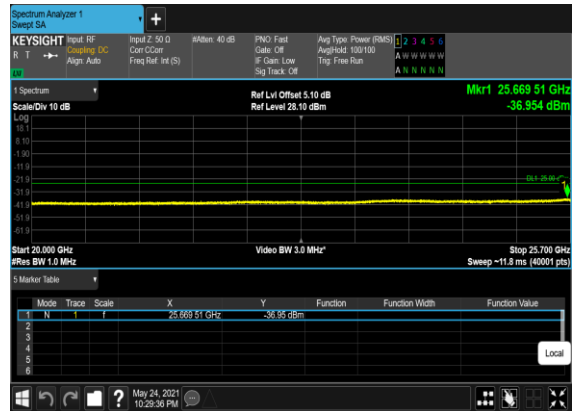 Spectrum Analyzer 1
Swept SA
+
KEYSIGHT Input: RF Input Z: 50 Ω #Atten: 40 dB PNO: Fast Avg Type: Power (RMS) 1 2 3 4 5 6
R T Coupling: DC Corr CCorr Gate: Off Avg|Hold: 100/100 A W W W W W
Align: Auto Freq Ref: Int (S) IF Gain: Low Trig: Free Run
Sig Track: Off A N N N N N
1 Spectrum Ref Lvl Offset 5.10 dB Mkr1 25.669 51 GHz
Scale/Div 10 dB Ref Level 28.10 dBm -36.954 dBm
Log
18.1
8.10
-1.90
-11.9
-21.9
DL1 -25.00
1
-31.9
-41.9
-51.9
-61.9
Start 20.000 GHz Video BW 3.0 MHz* Stop 25.700 GHz
#Res BW 1.0 MHz Sweep ~11.8 ms (40001 pts)
5 Marker Table
Mode Trace Scale X Y Function Function Width Function Value
1 N 1 f 25.669 51 GHz -36.95 dBm
2
3
4
5
6
Local
? May 24, 2021
10:29:36 PM